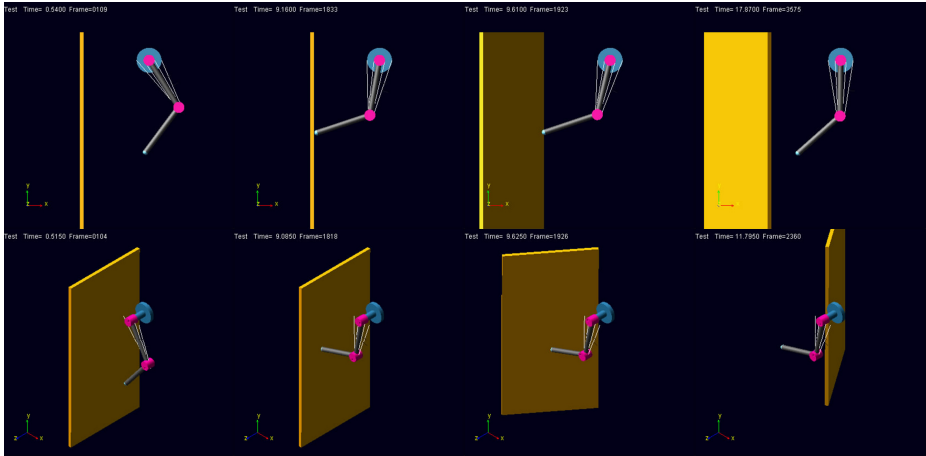 Test Time= 0.5400 Frame=0109
Test Time= 9.1600 Frame=1833
Test Time= 9.6100 Frame=1923
Test Time= 17.8700 Frame=3575
y
z
x
y
z
x
y
z
x
y
z
Test Time= 0.5150 Frame=0104
Test Time= 9.0850 Frame=1818
Test Time= 9.6250 Frame=1926
Test Time= 11.7950 Frame=2360
y
z
x
y
z
x
y
z
x
y
z
x